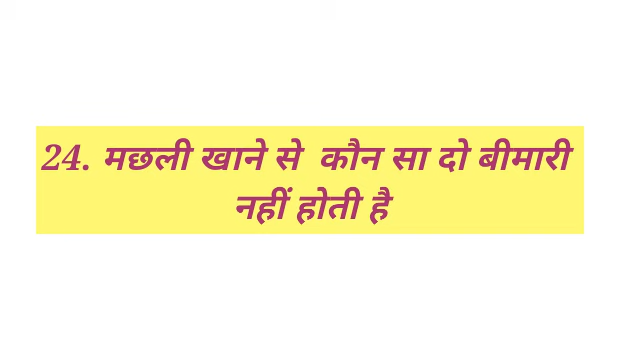 24. मछली खाने से कौन सा दो बीमारी
नहीं होती है